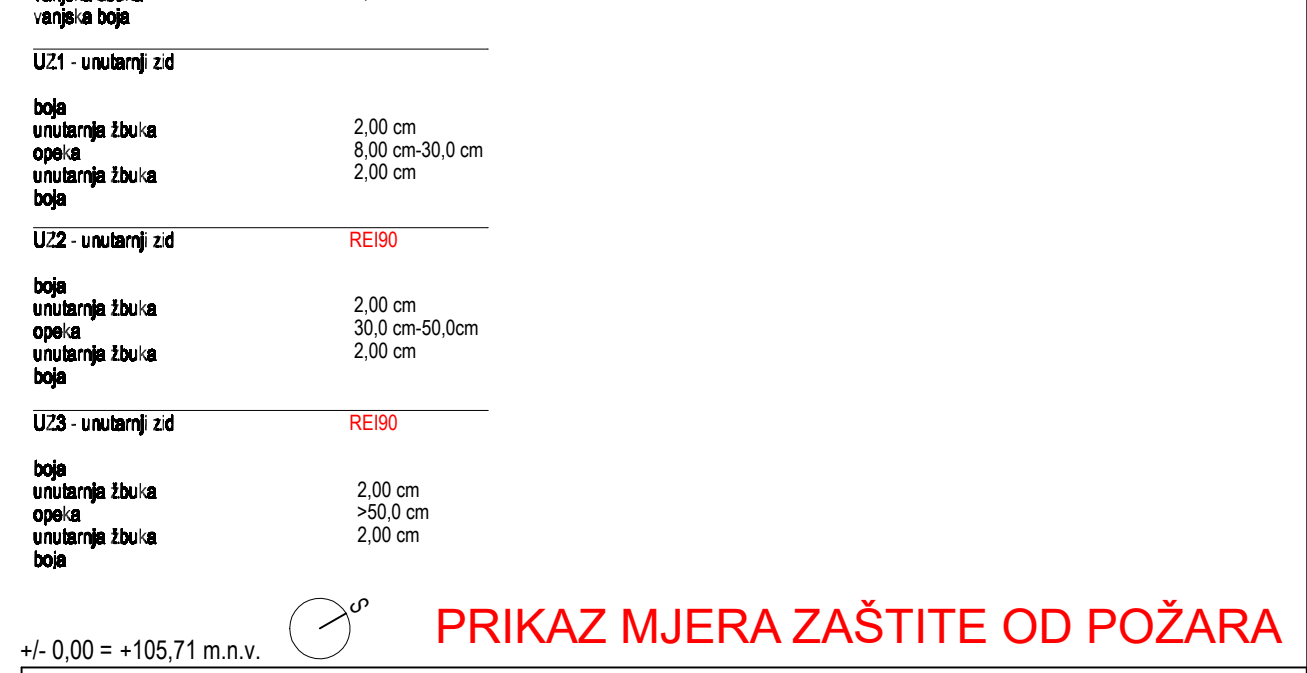 vanjska boja
UZ1 - unutarnji zid
boja
unutarnja žbuka 2,00 cm
opeka 8,00 cm-30,0 cm
unutarnja žbuka 2,00 cm
boja
UZ2 - unutarnji zid REI90
boja
unutarnja žbuka 2,00 cm
opeka 30,0 cm-50,0cm
unutarnja žbuka 2,00 cm
boja
UZ3 - unutarnji zid REI90
boja
unutarnja žbuka 2,00 cm
opeka >50,0 cm
unutarnja žbuka 2,00 cm
boja
S
PRIKAZ MJERA ZAŠTITE OD POŽARA
+/- 0,00 = +105,71 m.n.v.